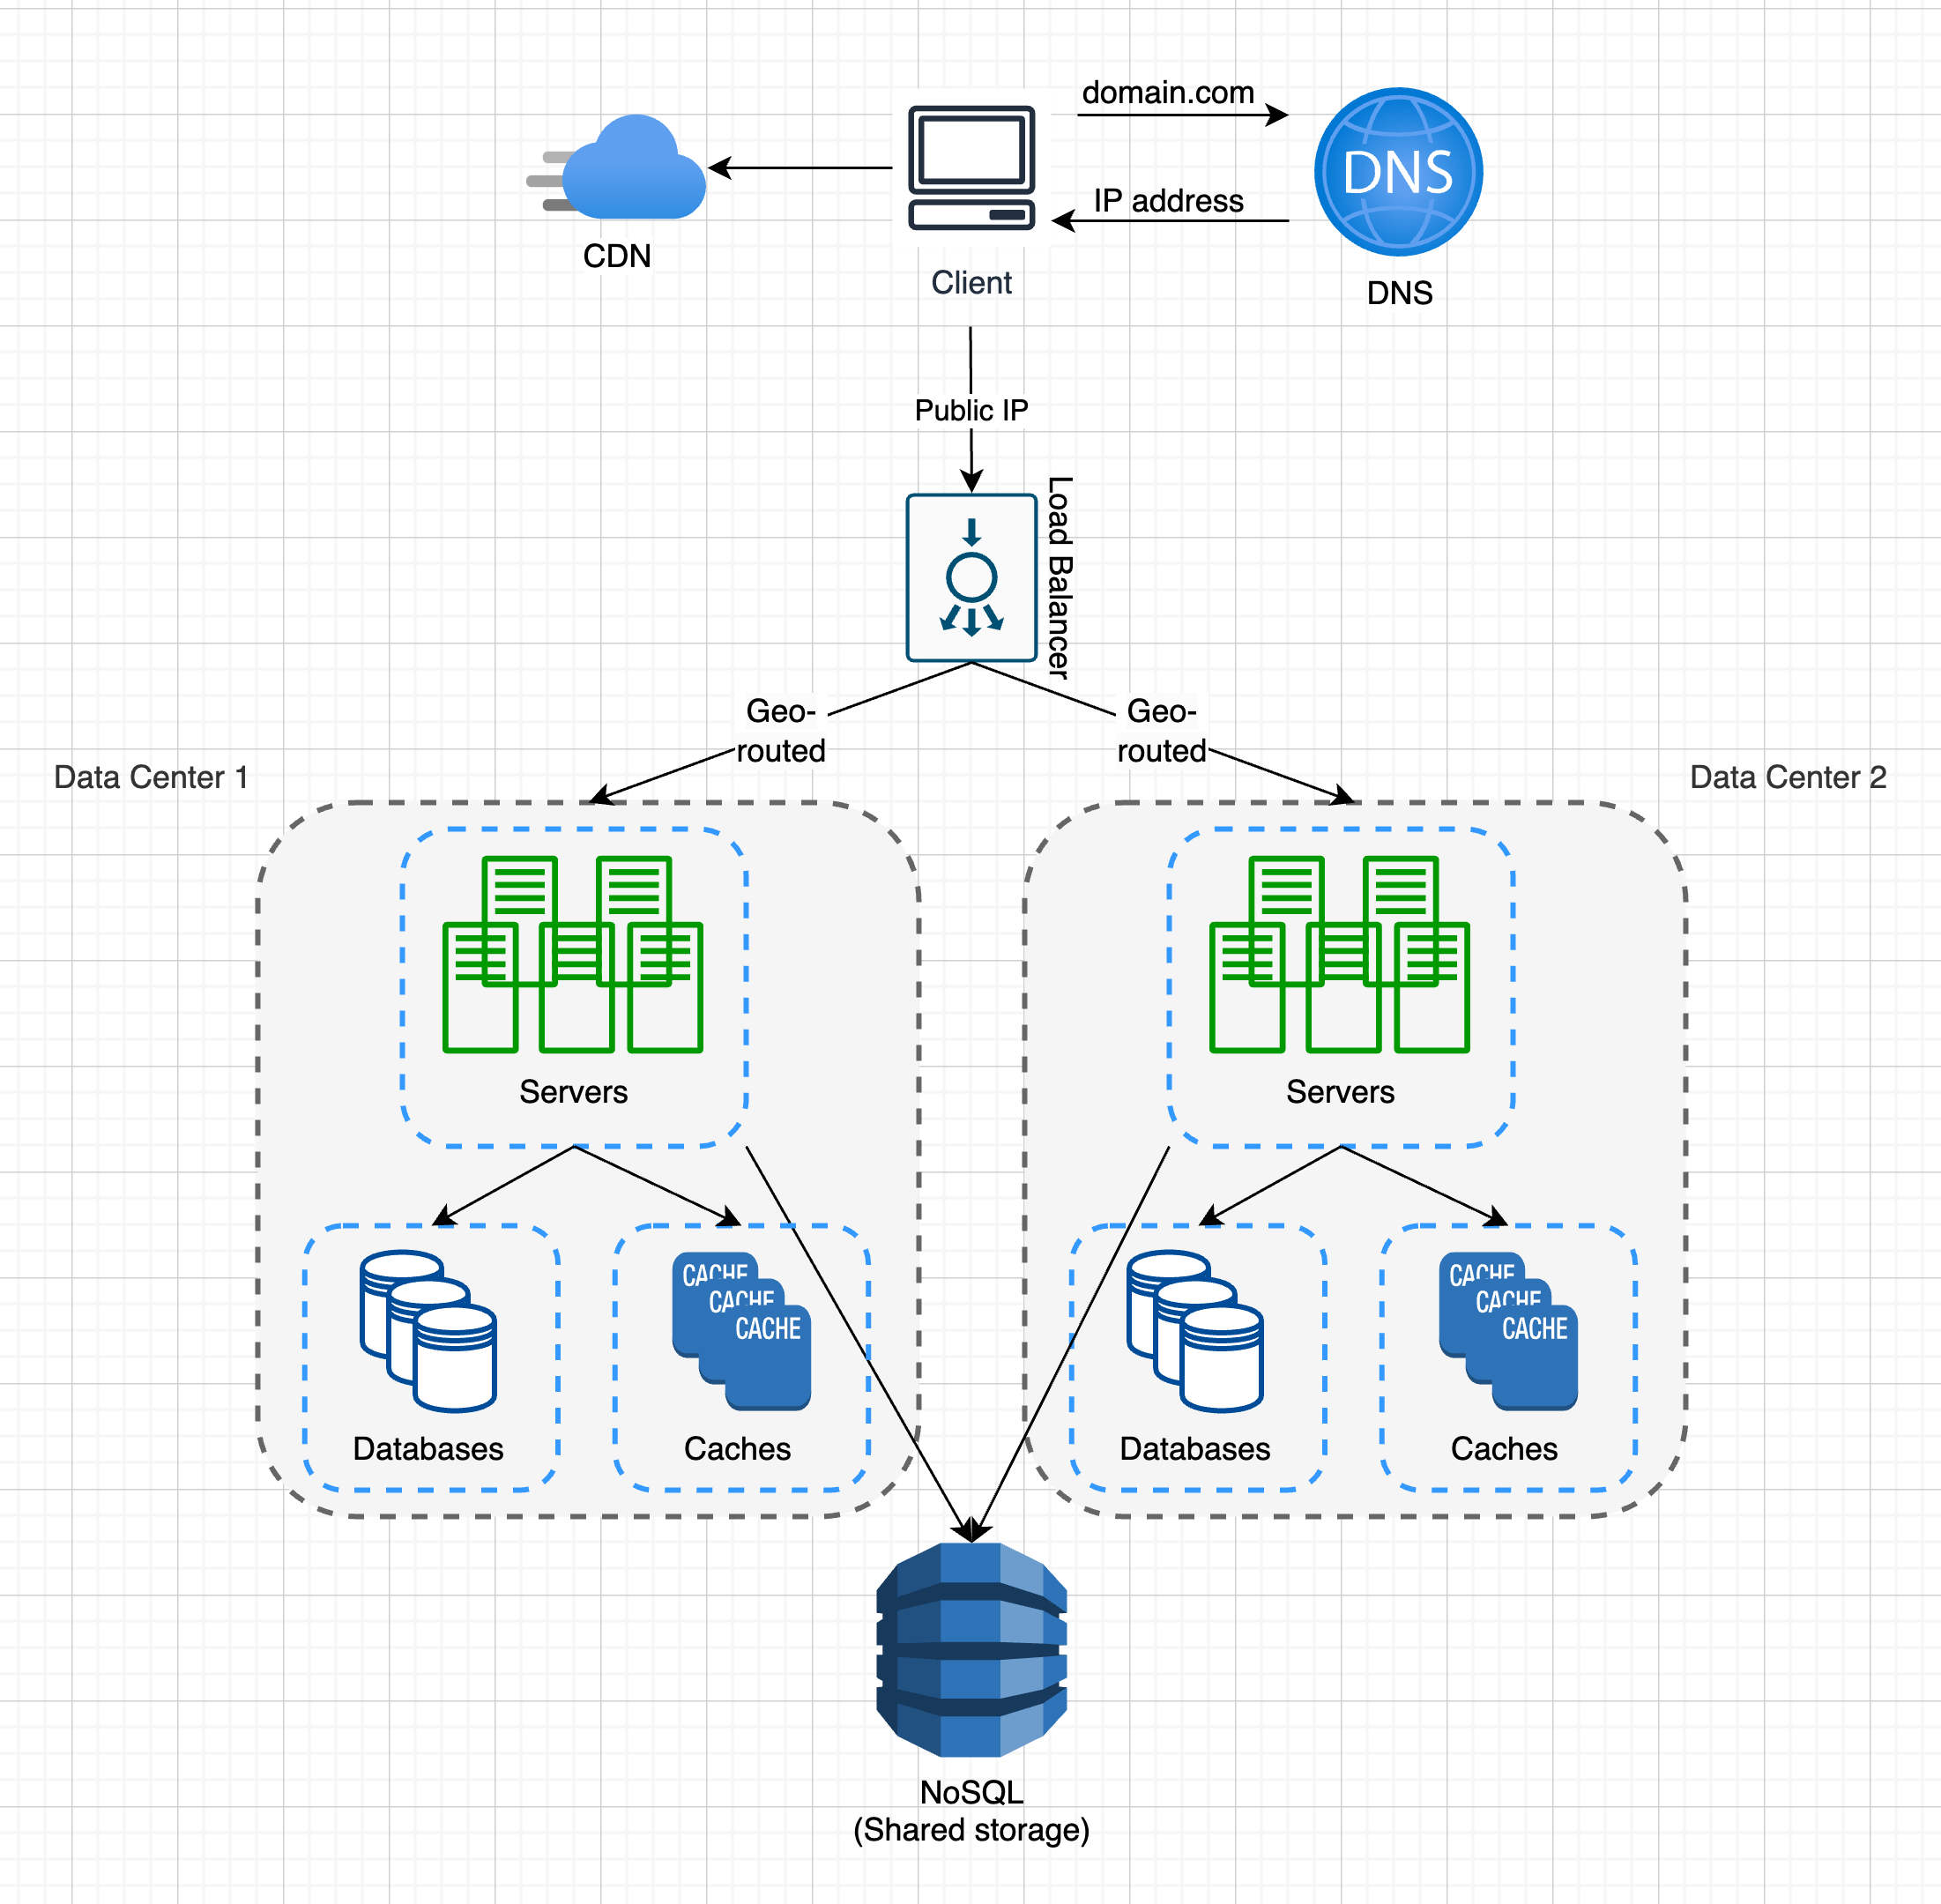 domain.com
DNS
IP address
CDN
Client
DNS
Public IP
Load Balancer
Geo-
routed
Geo-
routed
Data Center 1
Data Center 2
Servers
Servers
CACHE
CACHE
CACHE
CACHE
CACHE
CACHE
Databases
Caches
Databases
Caches
NoSQL
(Shared storage)